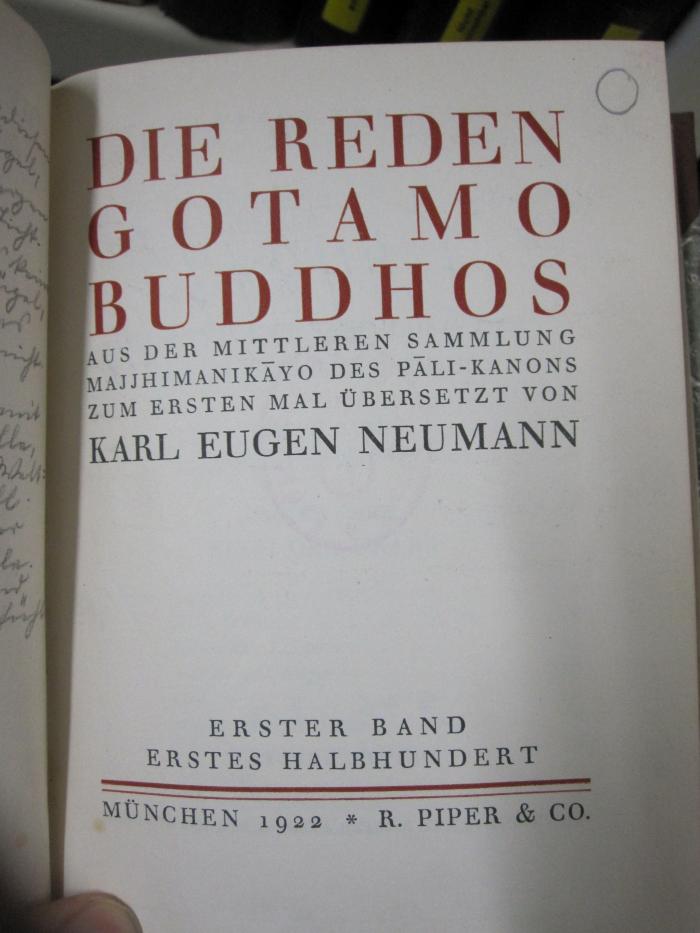 DIE REDEN
GOTAMO
BUDDHOS
AUS DER MITTLEREN SAMMLUNG
MAJJHIMANIKĀYO DES PĀLI-KANONS
ZUM ERSTEN MAL ÜBERSETZT VON
KARL EUGEN NEUMANN
ERSTER BAND
ERSTES HALBHUNDERT
MÜNCHEN 1922 * R. PIPER & CO.